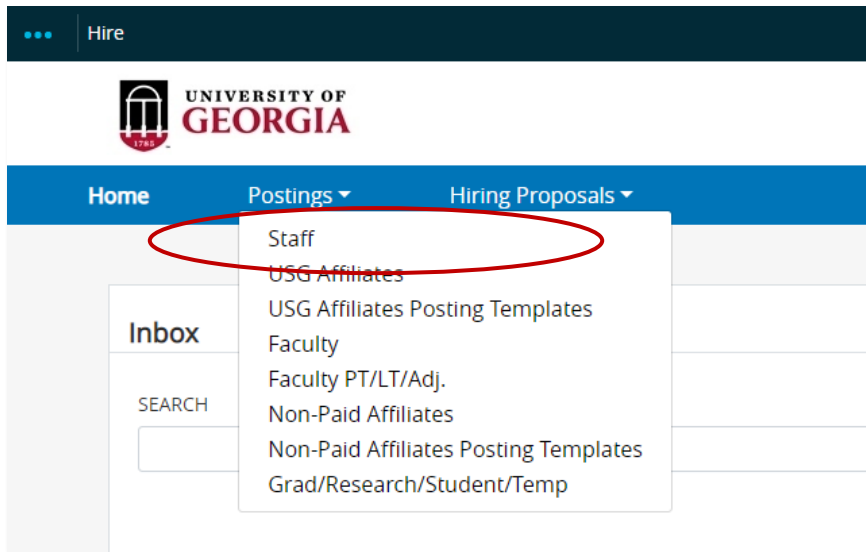 Hire
UNIVERSITY OF
GEORGIA
1785
Home Postings Hiring Proposals
Staff
USG Affiliates
USG Affiliates Posting Templates
Inbox
Faculty
Faculty PT/LT/Adj.
SEARCH
Non-Paid Affiliates
Non-Paid Affiliates Posting Templates
Grad/Research/Student/Temp